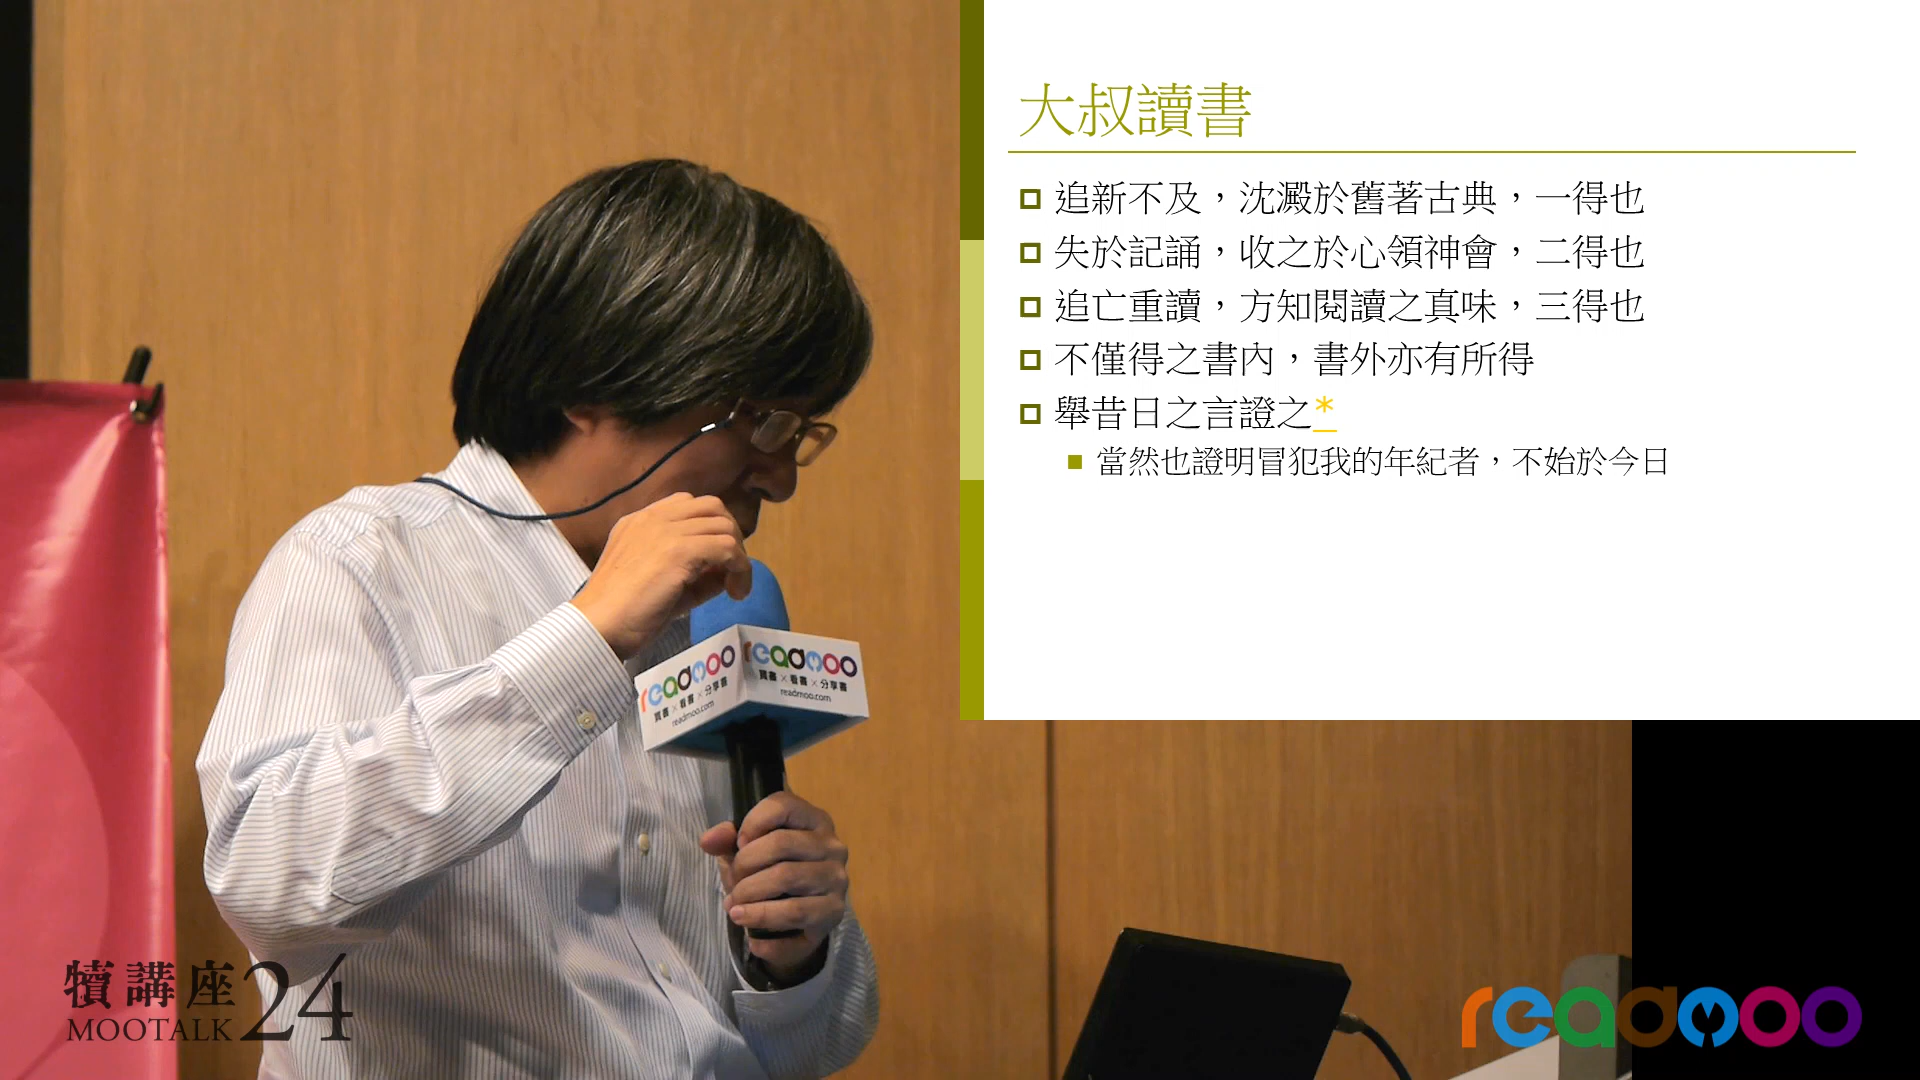 大叔讀書
追新不及，沈澱於舊著古典，一得也
失於記誦，收之於心領神會，二得也
追亡重讀，方知閱讀之真味，三得也
不僅得之書內，書外亦有所得
舉昔日之言證之*
當然也證明冒犯我的年紀者，不始於今日
readmoo
買書×看書×分享書
readmoo.com
readmoo
買書×看書×分享書
readmoo.com
犢講座24
MOOTALK
readmoo